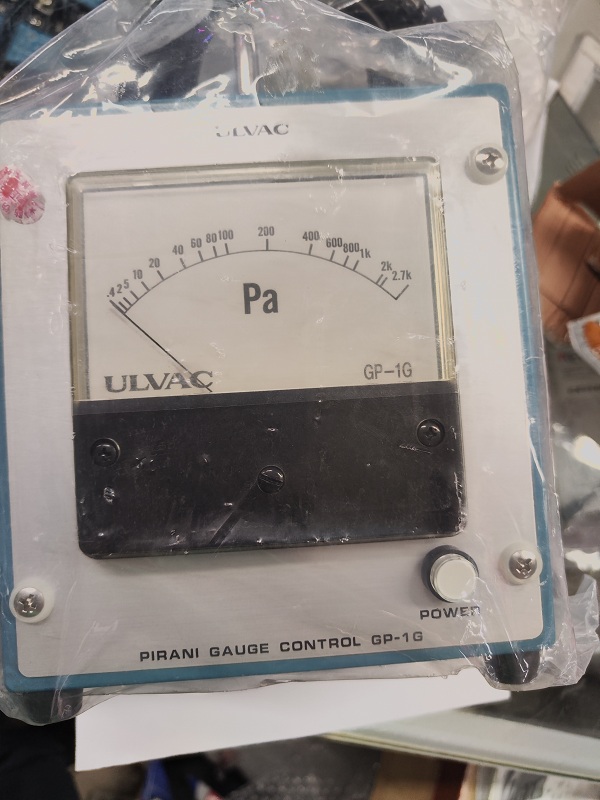 ULVAC
.4 2 5 10 20 40 60 80 100 200 400 600 800 1k 2k 2.7k
Pa
ULVAC GP-1G
POWER
PIRANI GAUGE CONTROL GP-1G